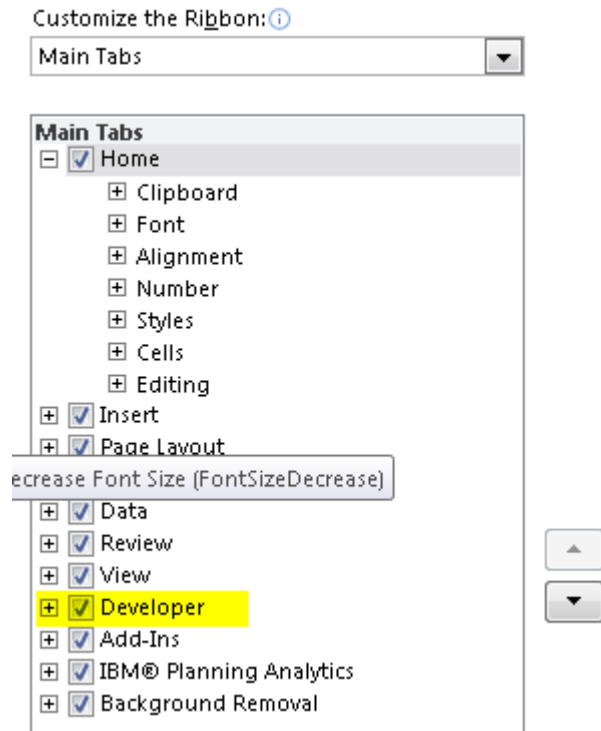 Customize the Ribbon:
Main Tabs
Main Tabs
Home
Clipboard
Font
Alignment
Number
Styles
Cells
Editing
Insert
Page Layout
ecrease Font Size (FontSizeDecrease)
Data
Review
View
Developer
Add-Ins
IBM® Planning Analytics
Background Removal